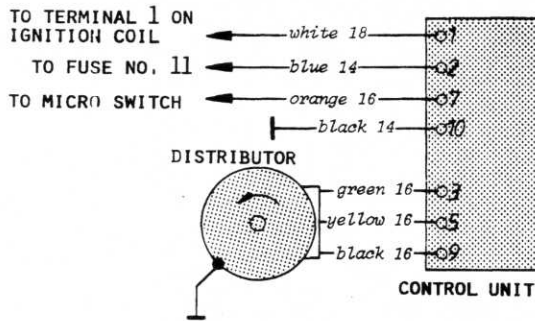 TO TERMINAL 1 ON
IGNITION COIL
white 18
1
TO FUSE NO. 11
blue 14
2
TO MICRO SWITCH
orange 16
7
black 14
10
DISTRIBUTOR
green 16
3
yellow 16
5
black 16
9
CONTROL UNIT